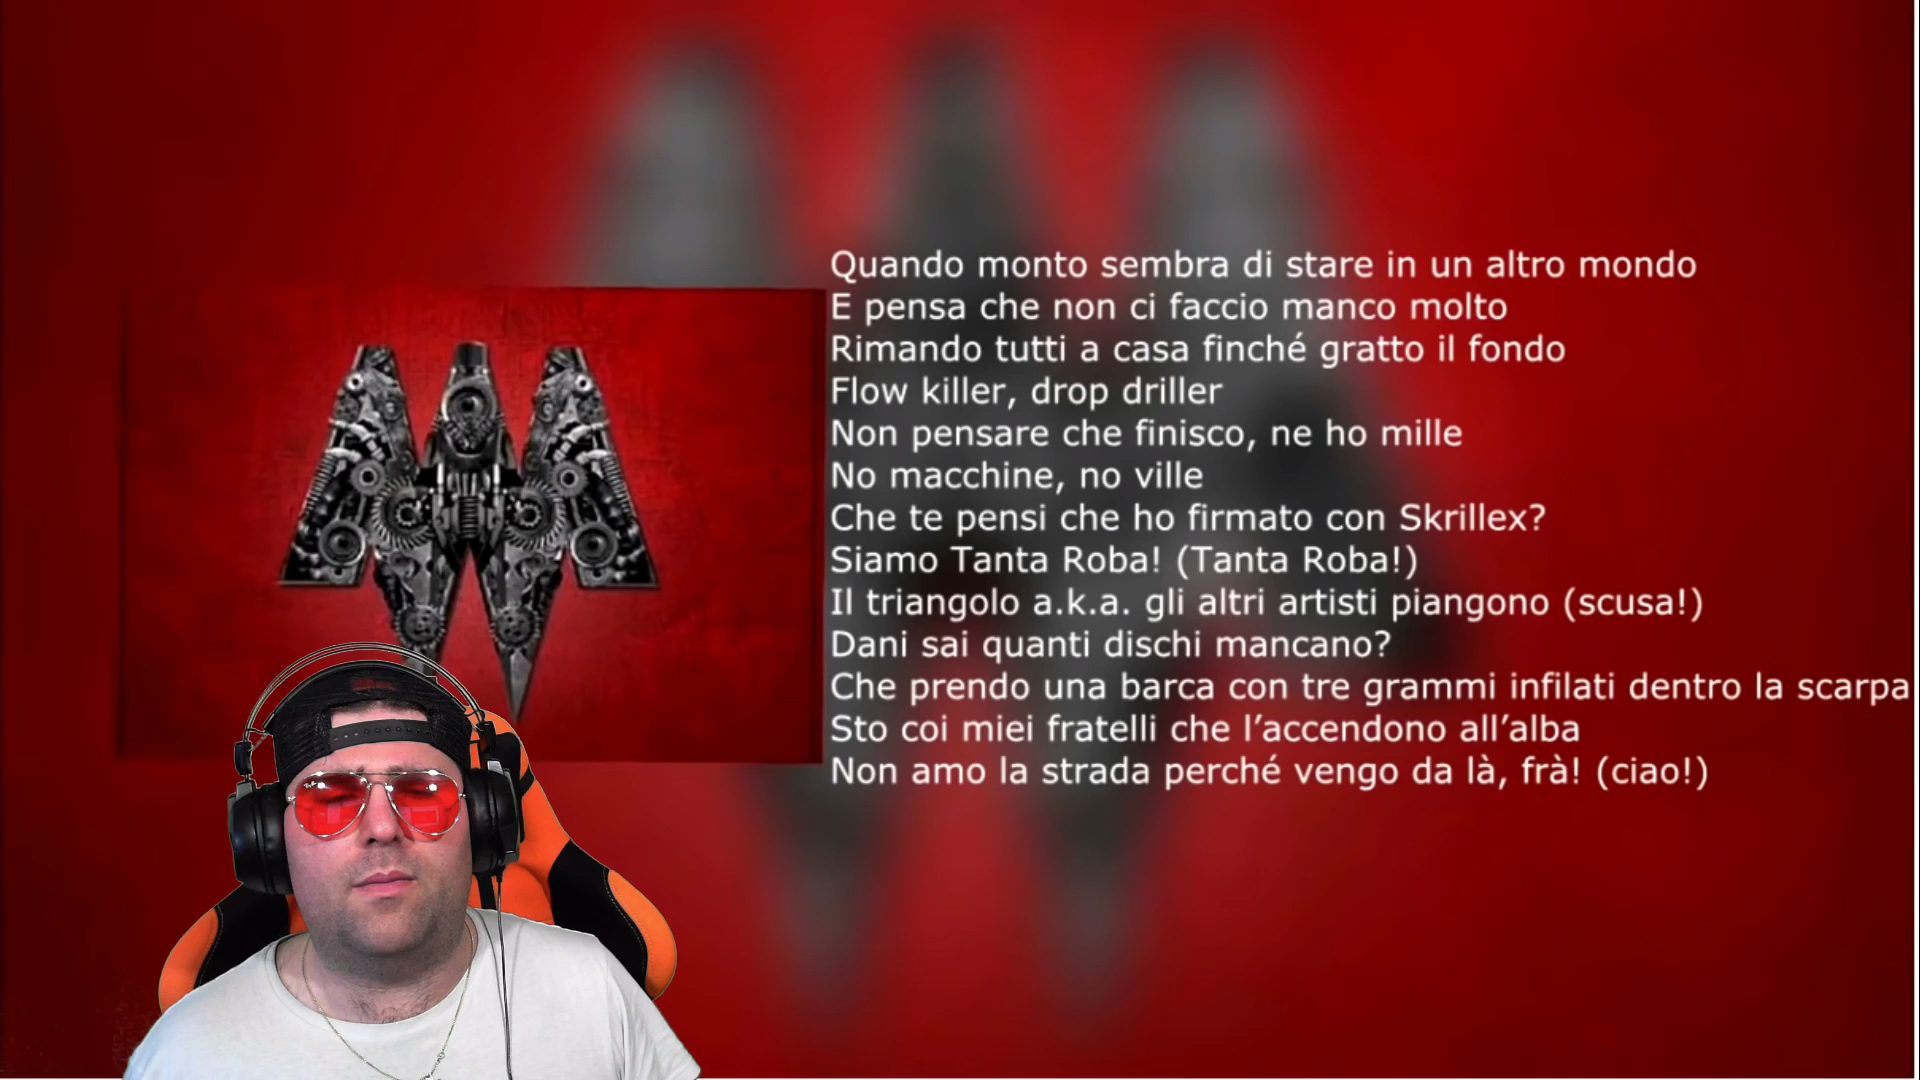 Quando monto sembra di stare in un altro mondo
E pensa che non ci faccio manco molto
Rimando tutti a casa finché gratto il fondo
Flow killer, drop driller
Non pensare che finisco, ne ho mille
No macchine, no ville
Che te pensi che ho firmato con Skrillex?
Siamo Tanta Roba! (Tanta Roba!)
Il triangolo a.k.a. gli altri artisti piangono (scusa!)
Dani sai quanti dischi mancano?
Che prendo una barca con tre grammi infilati dentro la scarpa
Sto coi miei fratelli che l’accendono all’alba
Non amo la strada perché vengo da là, frà! (ciao!)